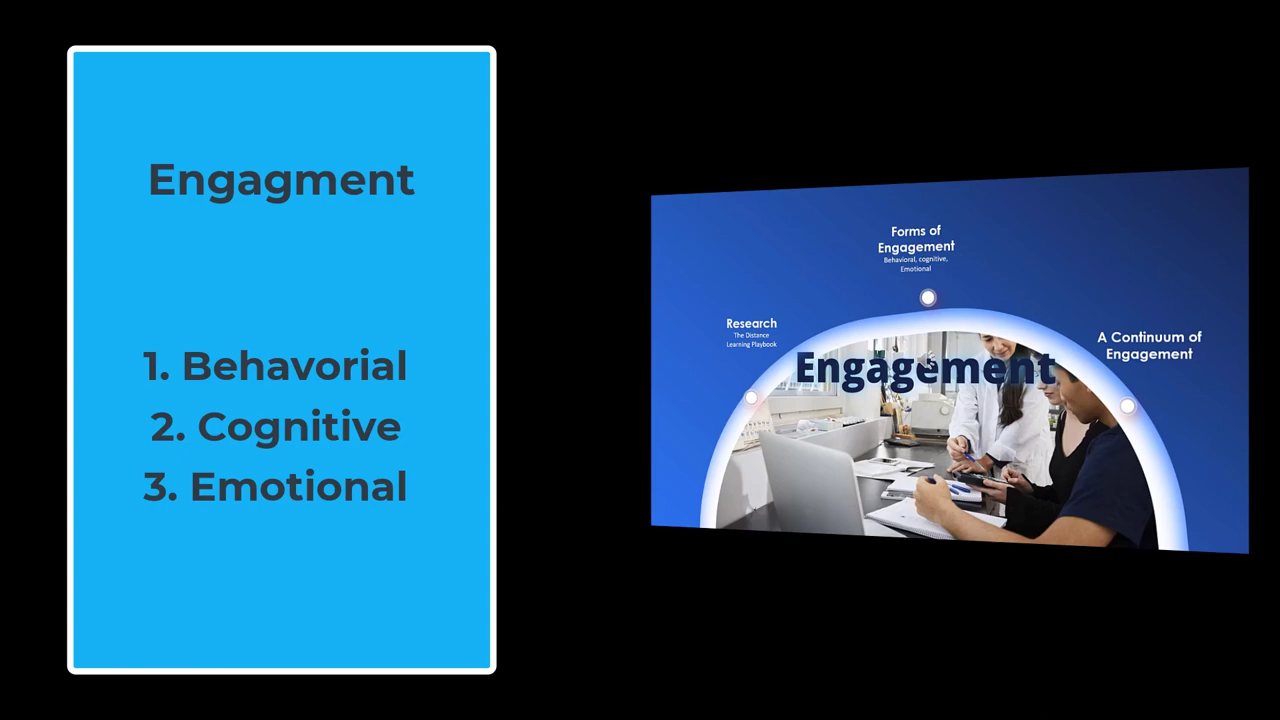 Engagment
1. Behavorial
2. Cognitive
3. Emotional
Forms of
Engagement
Behavioral, cognitive,
Emotional
Research
The Distance
Learning Playbook
A Continuum of
Engagement
Engagement